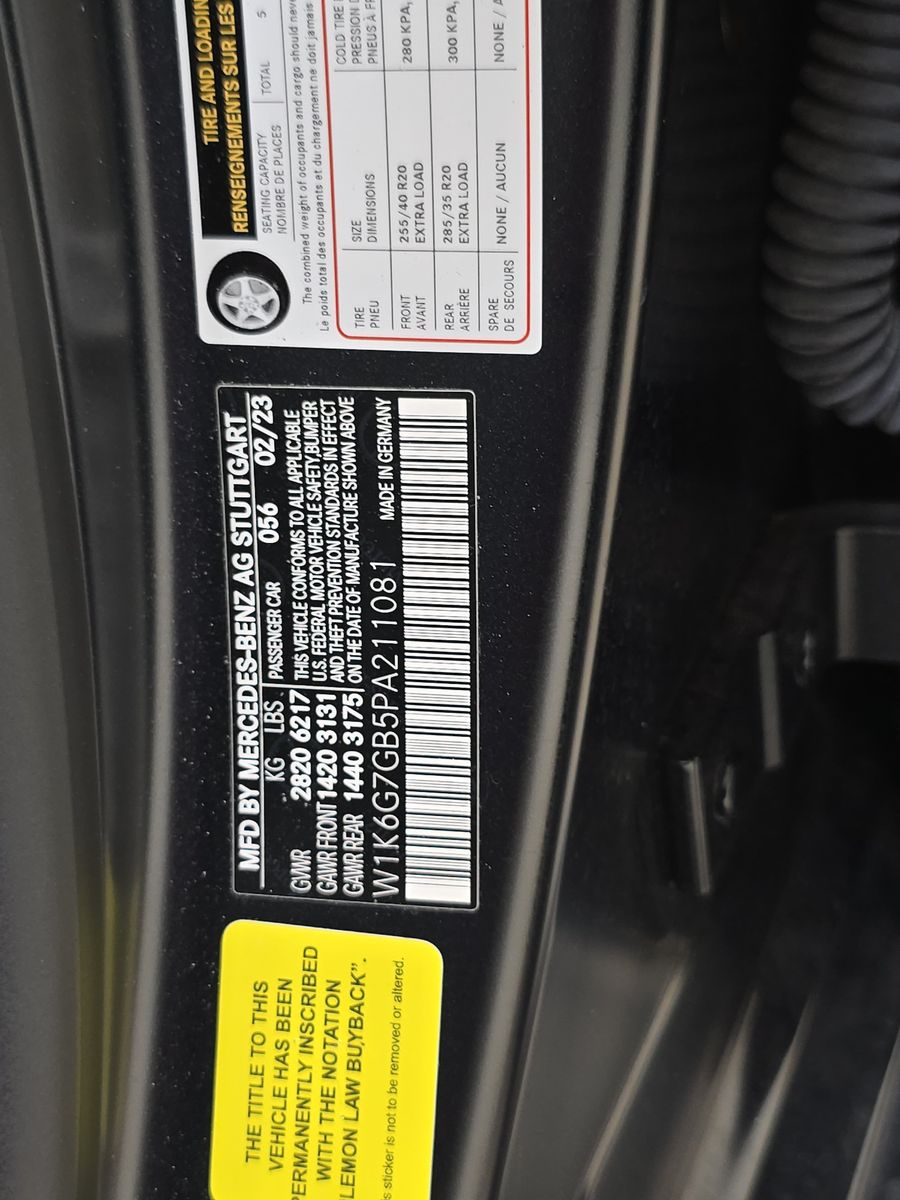 TIRE AND LOADIN
RENSEIGNEMENTS SUR LES
SEATING CAPACITY
NOMBRE DE PLACES
TOTAL 5
The combined weight of occupants and cargo should
Le poids total des occupants et du chargement ne doit jamais
TIRE
PNEU
SIZE
DIMENSIONS
COLD TIRE
PRESSION
PNEUS À
FRONT
AVANT
255/40 R20
EXTRA LOAD
280 KPA,
REAR
ARRIÈRE
285/35 R20
EXTRA LOAD
300 KPA,
SPARE
DE SECOURS
NONE / AUCUN
NONE / A
MFD BY MERCEDES-BENZ AG STUTTGART
KG LBS PASSENGER CAR 056 02/23
GVWR 2820 6217 THIS VEHICLE CONFORMS TO ALL APPLICABLE
GAWR FRONT 1420 3131 U.S. FEDERAL MOTOR VEHICLE SAFETY,BUMPER
AND THEFT PREVENTION STANDARDS IN EFFECT
GAWR REAR 1440 3175 ON THE DATE OF MANUFACTURE SHOWN ABOVE
W1K6G7GB5PA211081 MADE IN GERMANY
THE TITLE TO THIS
VEHICLE HAS BEEN
PERMANENTLY INSCRIBED
WITH THE NOTATION
LEMON LAW BUYBACK”.
s sticker is not to be removed or altered.